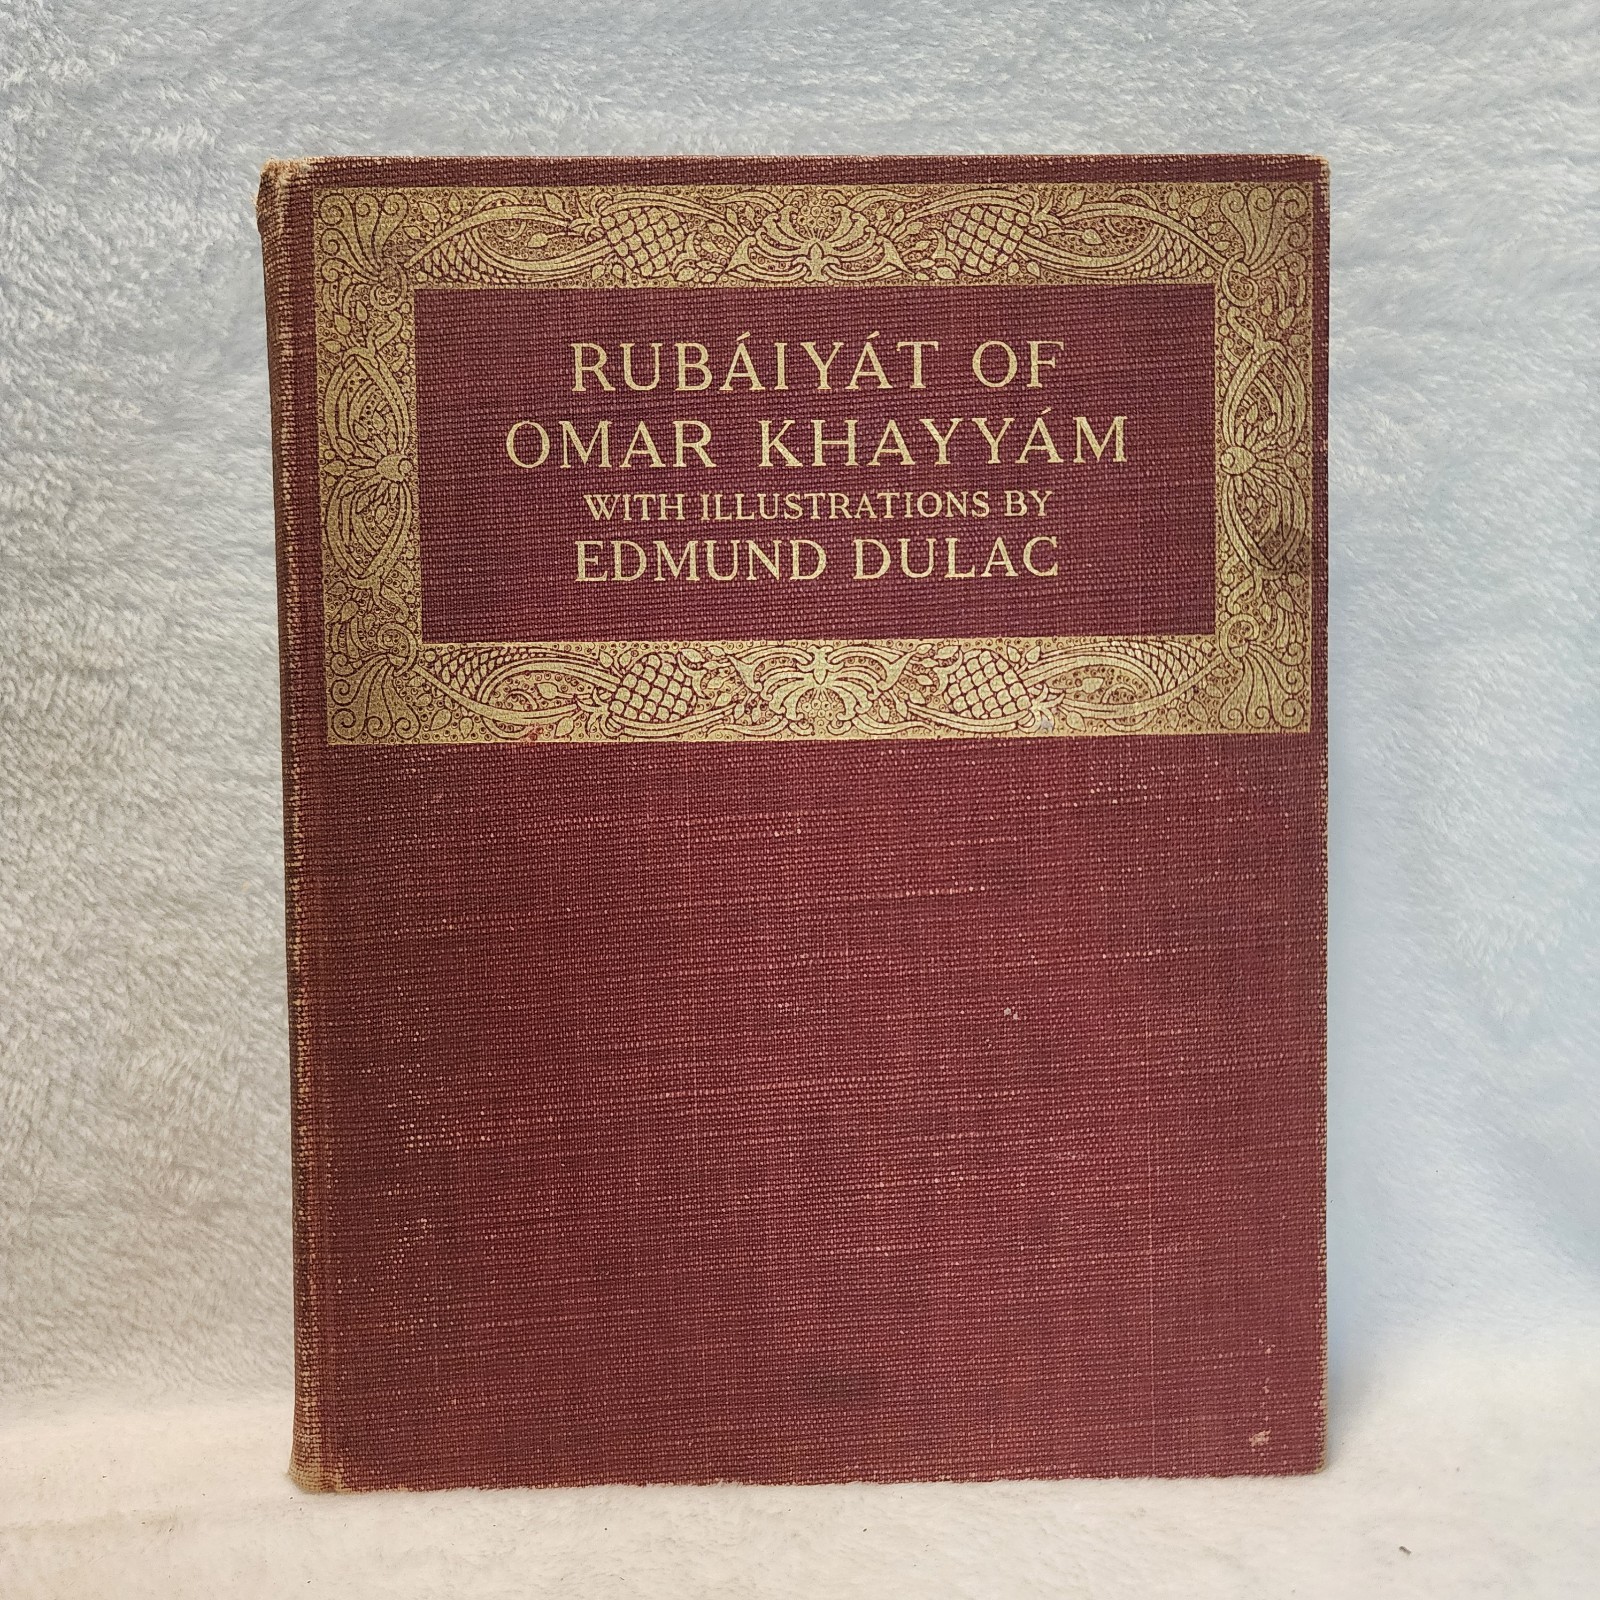 RUBÁIYÁT OF
OMAR KHAYYÁM
WITH ILLUSTRATIONS BY
EDMUND DULAC